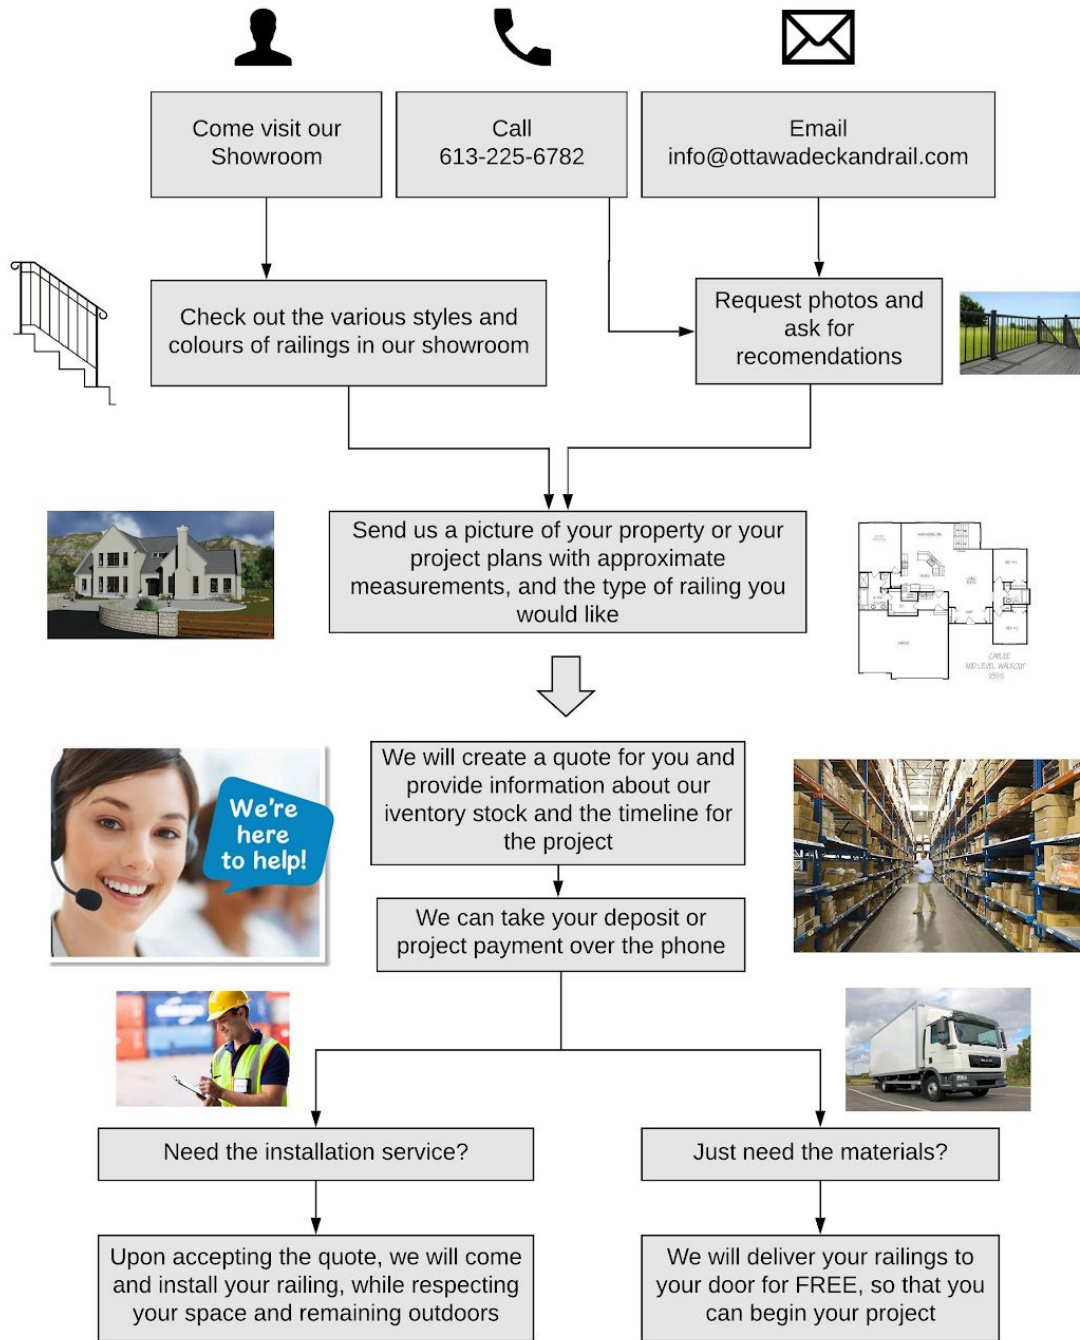 Come visit our
Showroom
Call
613-225-6782
Email
info@ottawadeckandrail.com
Check out the various styles and
colours of railings in our showroom
Request photos and
ask for
recomendations
Send us a picture of your property or your
project plans with approximate
measurements, and the type of railing you
would like
CARLEE
MID LEVEL WALKOUT
We will create a quote for you and
provide information about our
iventory stock and the timeline for
the project
We're
here
to help!
We can take your deposit or
project payment over the phone
Need the installation service?
Just need the materials?
Upon accepting the quote, we will come
and install your railing, while respecting
your space and remaining outdoors
We will deliver your railings to
your door for FREE, so that you
can begin your project